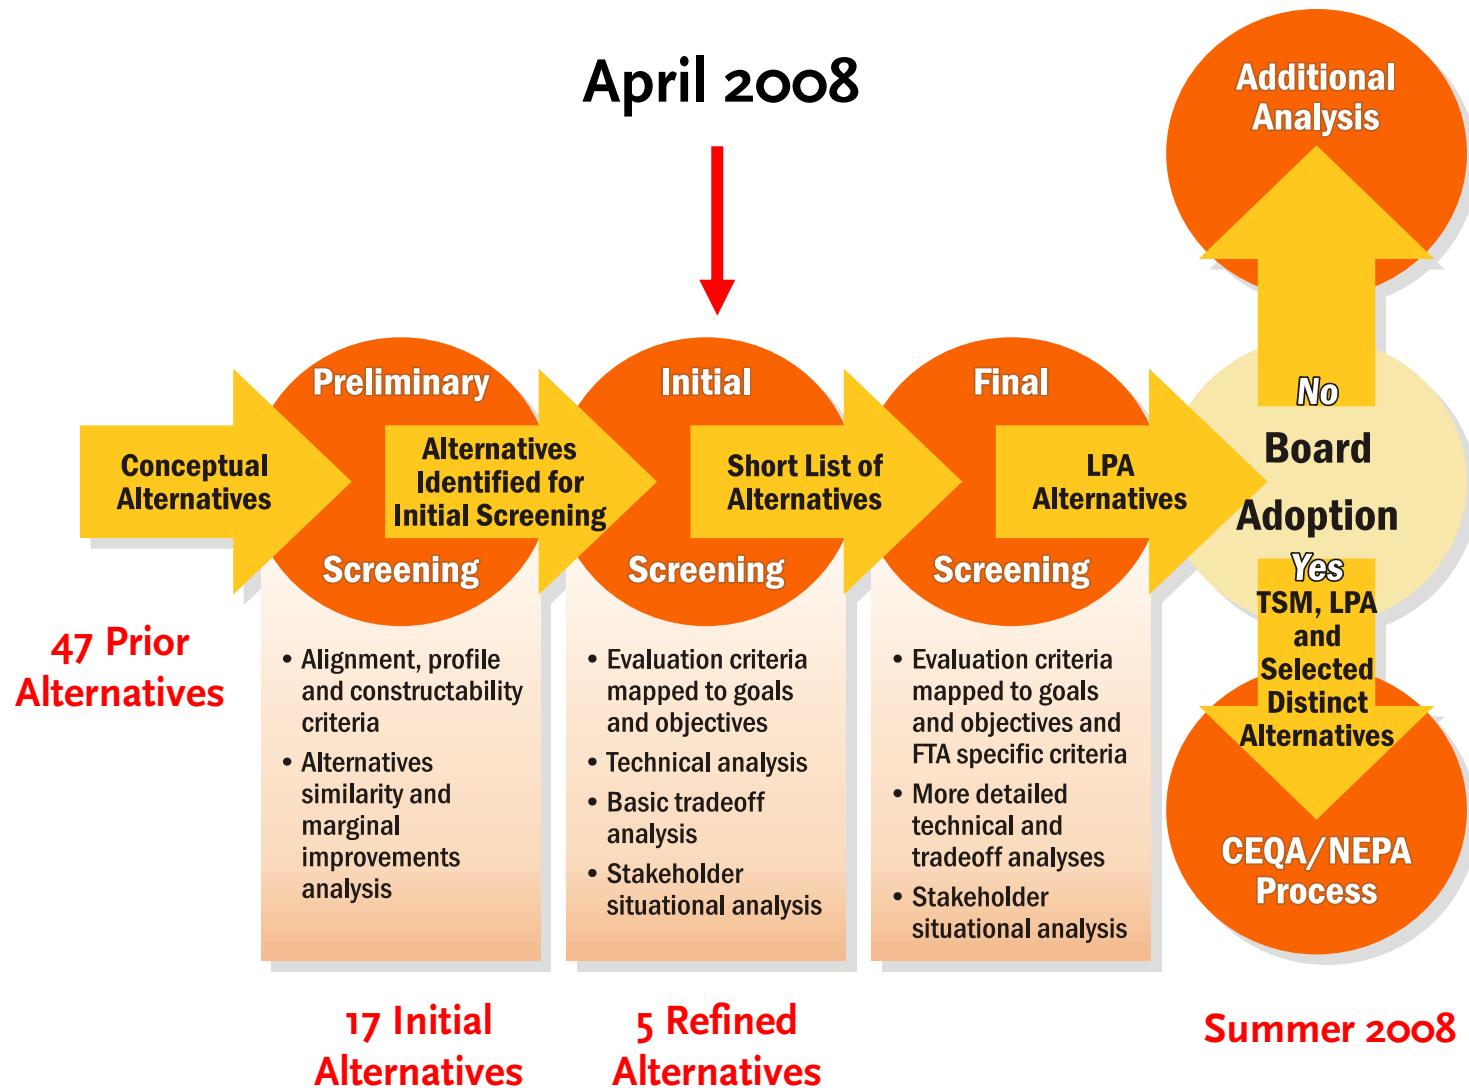 April 2008
Additional
Analysis
Conceptual
Alternatives
Preliminary
Alternatives
Identified for
Initial Screening
Screening
Initial
Short List of
Alternatives
Screening
Final
LPA
Alternatives
Screening
No
Board
Adoption
Yes
TSM, LPA
and
Selected
Distinct
Alternatives
CEQA/NEPA
Process
47 Prior
Alternatives
• Alignment, profile
and constructability
criteria
• Alternatives
similarity and
marginal
improvements
analysis
• Evaluation criteria
mapped to goals
and objectives
• Technical analysis
• Basic tradeoff
analysis
• Stakeholder
situational analysis
• Evaluation criteria
mapped to goals
and objectives and
FTA specific criteria
• More detailed
technical and
tradeoff analyses
• Stakeholder
situational analysis
17 Initial
Alternatives
5 Refined
Alternatives
Summer 2008